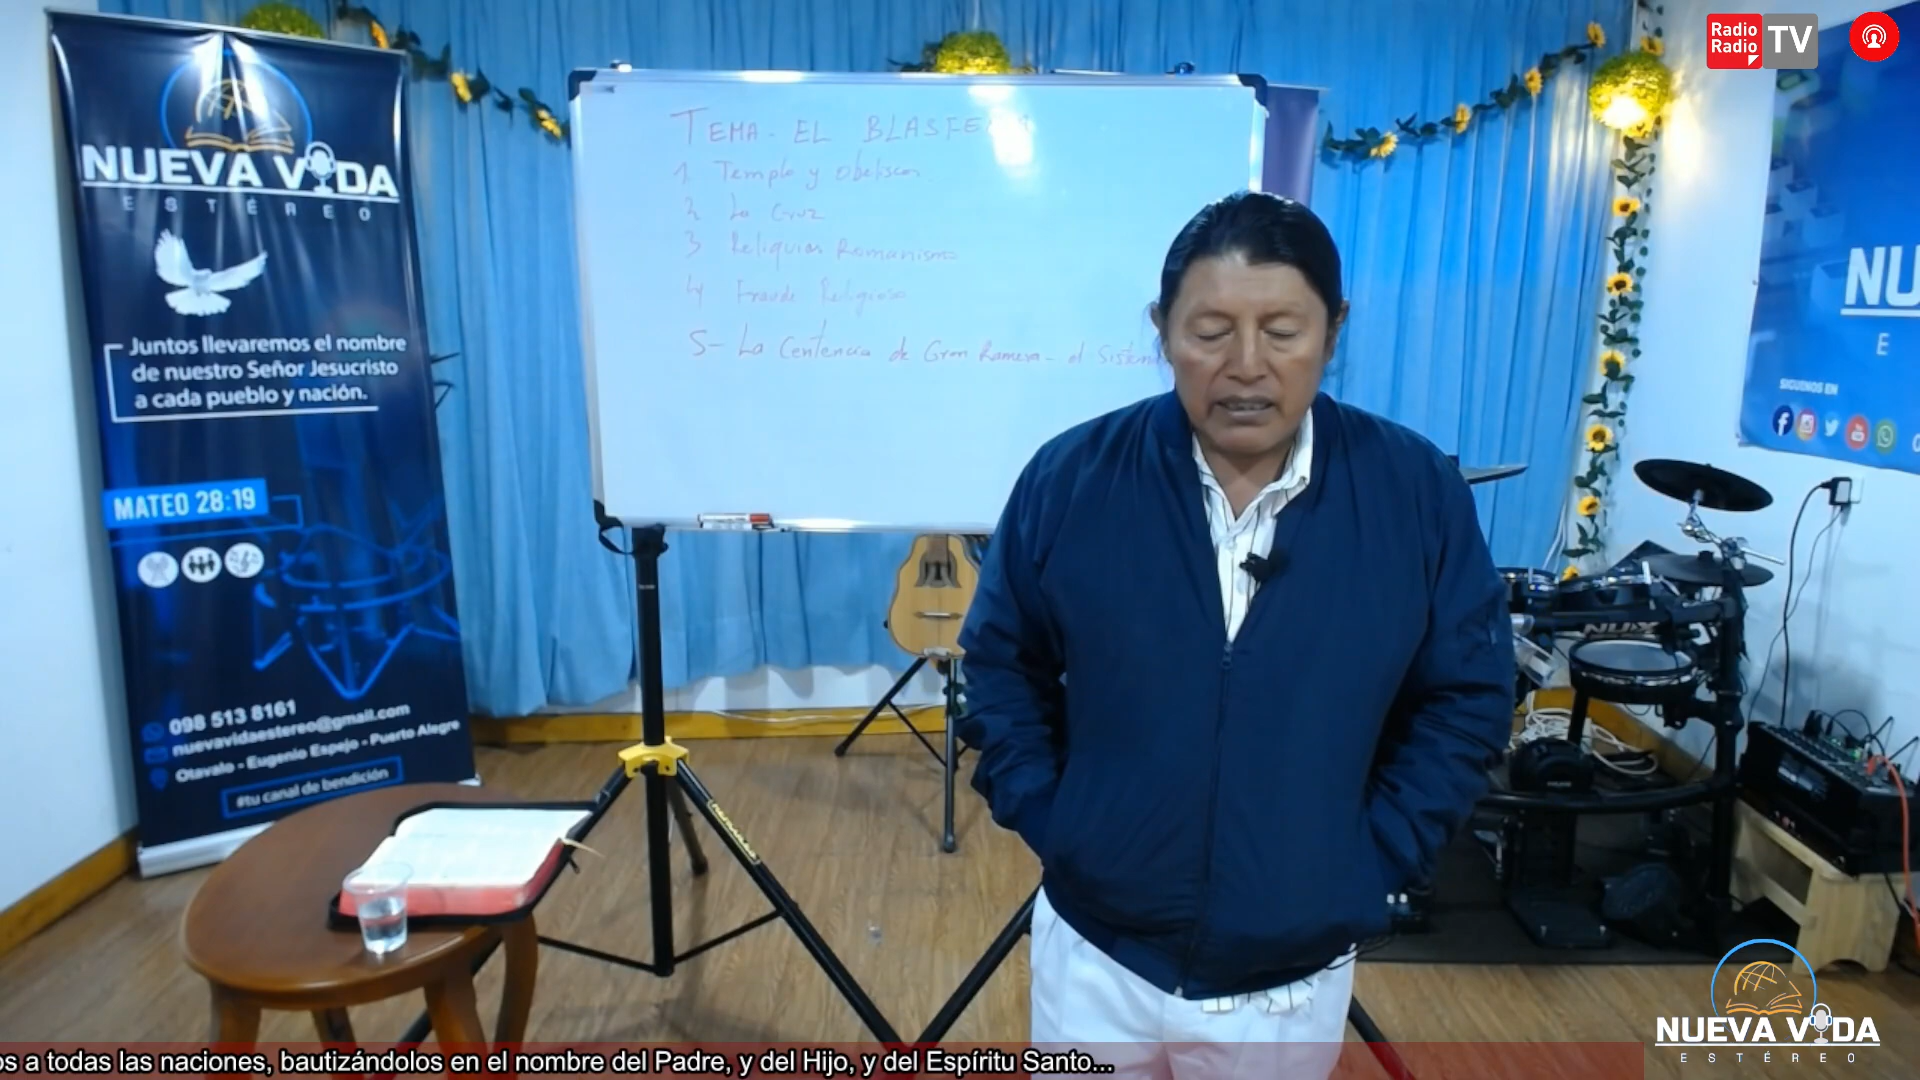 Radio Radio TV
NUEVA VIDA
ESTÉREO
Juntos llevaremos el nombre
de nuestro Señor Jesucristo
a cada pueblo y nación.
MATEO 28:19
098 513 8161
nuevavidaestereo@gmail.com
Otavalo - Eugenio Espejo - Puerto Alegre
#tu canal de bendición
TEMA - EL BLASFE
1 Templo y Obeliscos
2 La Cruz
3 Reliquias Romanismo
4 Fraude Religioso
5- La Centencia de Gran Ramera - el Sistem
NU
E
SIGUENOS EN
NUX
os a todas las naciones, bautizándolos en el nombre del Padre, y del Hijo, y del Espíritu Santo...
NUEVA VIDA
ESTÉREO